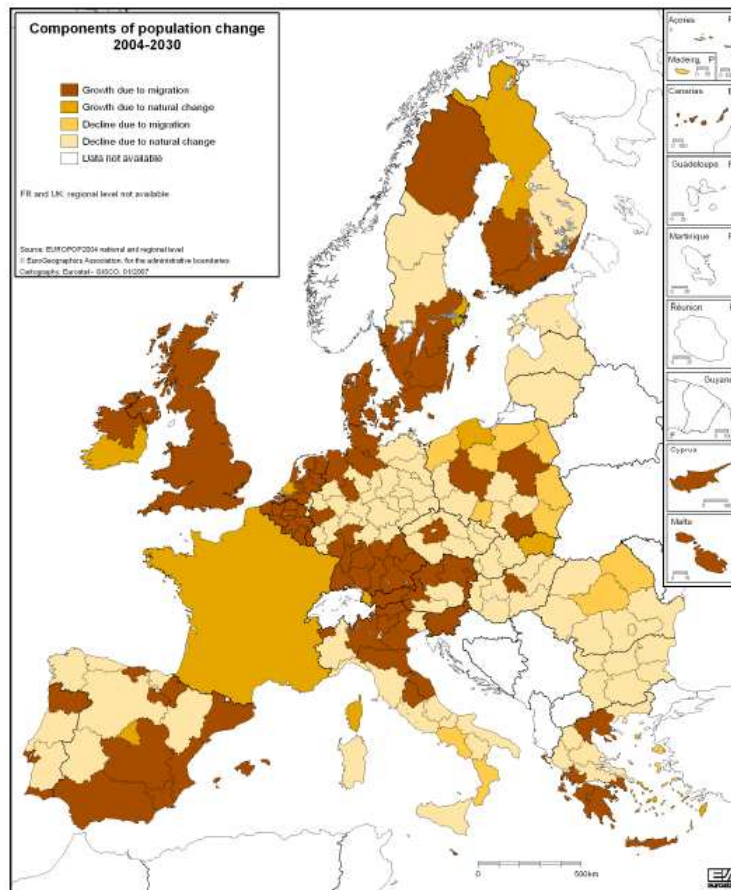 Components of population change
2004-2030
Growth due to migration
Growth due to natural change
Decline due to migration
Decline due to natural change
Data not available
FR and UK: regional level not available
Source: EUROPOP2004 national and regional level
© EuroGeographics Association, for the administrative boundaries
Cartography: Eurostat - GISCO, 01/2007
Açores P
Madeira, P
Canarias E
Guadeloupe F
Martinique
Réunion
Guyane
Cyprus
Malta
0 500km